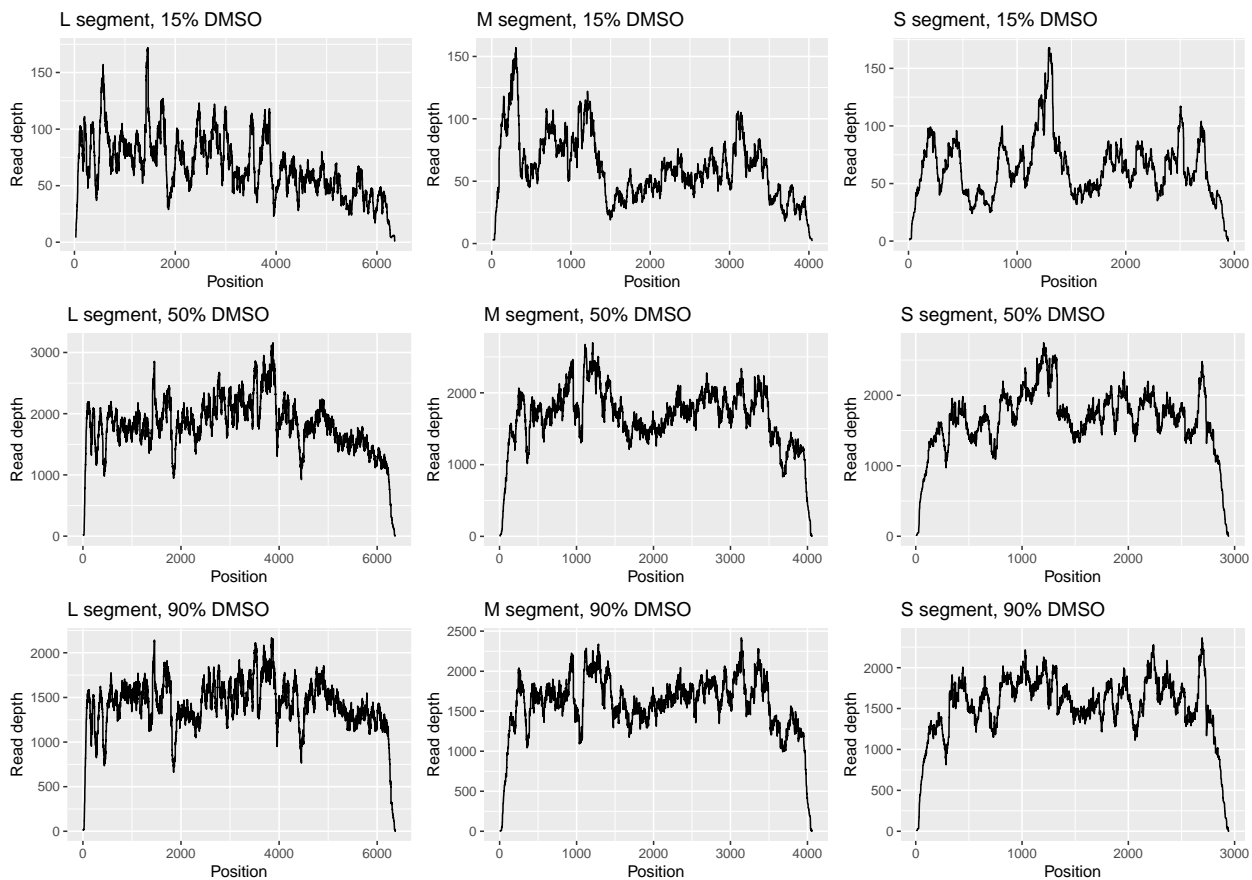 L segment, 15% DMSO
Read depth
150
100
50
0
0 2000 4000 6000
Position
M segment, 15% DMSO
Read depth
150
100
50
0
0 1000 2000 3000 4000
Position
S segment, 15% DMSO
Read depth
150
100
50
0
0 1000 2000 3000
Position
L segment, 50% DMSO
Read depth
3000
2000
1000
0
0 2000 4000 6000
Position
M segment, 50% DMSO
Read depth
2000
1000
0
0 1000 2000 3000 4000
Position
S segment, 50% DMSO
Read depth
2000
1000
0
0 1000 2000 3000
Position
L segment, 90% DMSO
Read depth
2000
1500
1000
500
0
0 2000 4000 6000
Position
M segment, 90% DMSO
Read depth
2500
2000
1500
1000
500
0
0 1000 2000 3000 4000
Position
S segment, 90% DMSO
Read depth
2000
1500
1000
500
0
0 1000 2000 3000
Position